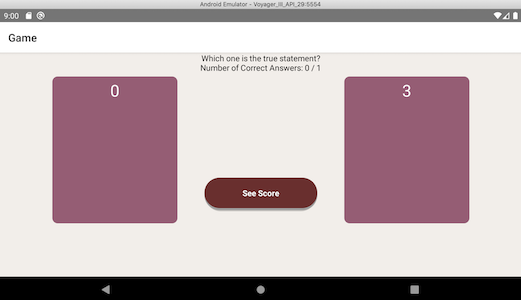 Android Emulator - Voyager_III_API_29:5554
9:00
Game
Which one is the true statement?
Number of Correct Answers: 0 / 1
0
3
See Score